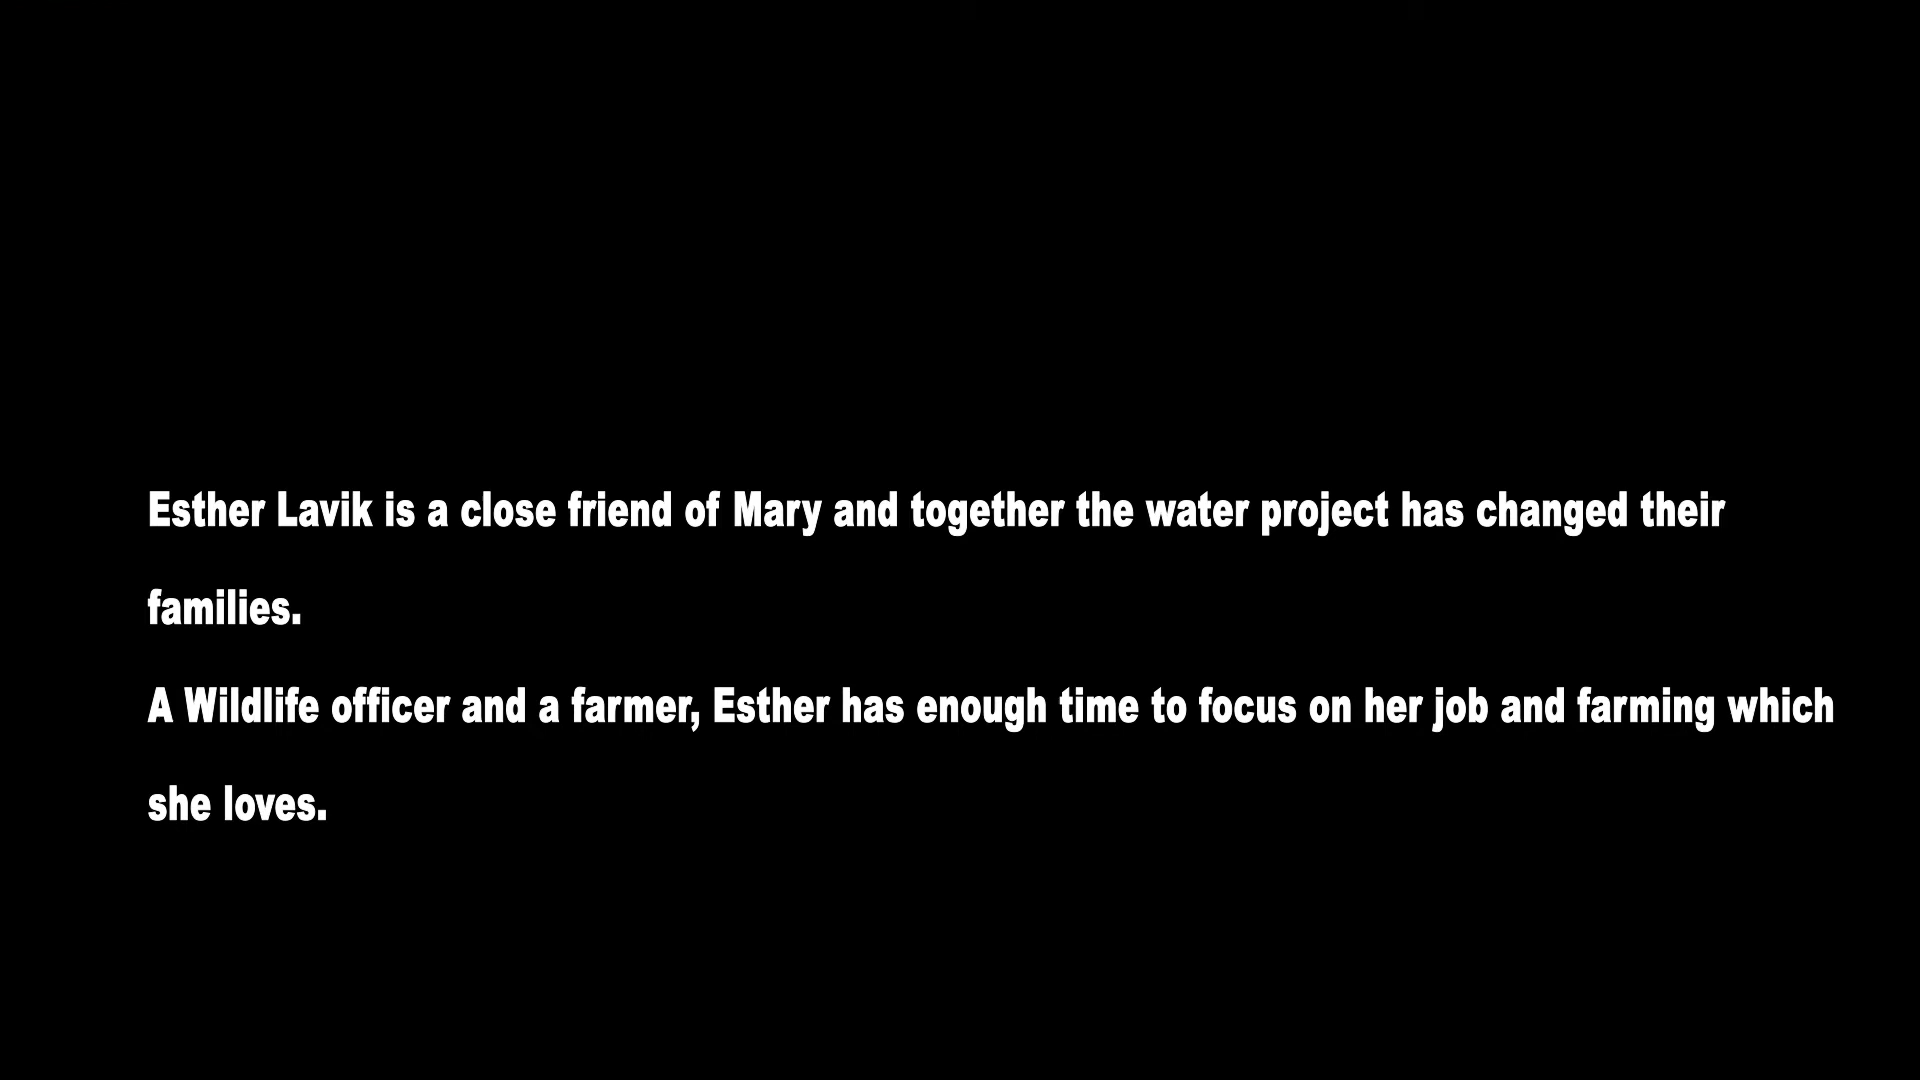 Esther Lavik is a close friend of Mary and together the water project has changed their
families.
A Wildlife officer and a farmer, Esther has enough time to focus on her job and farming which
she loves.